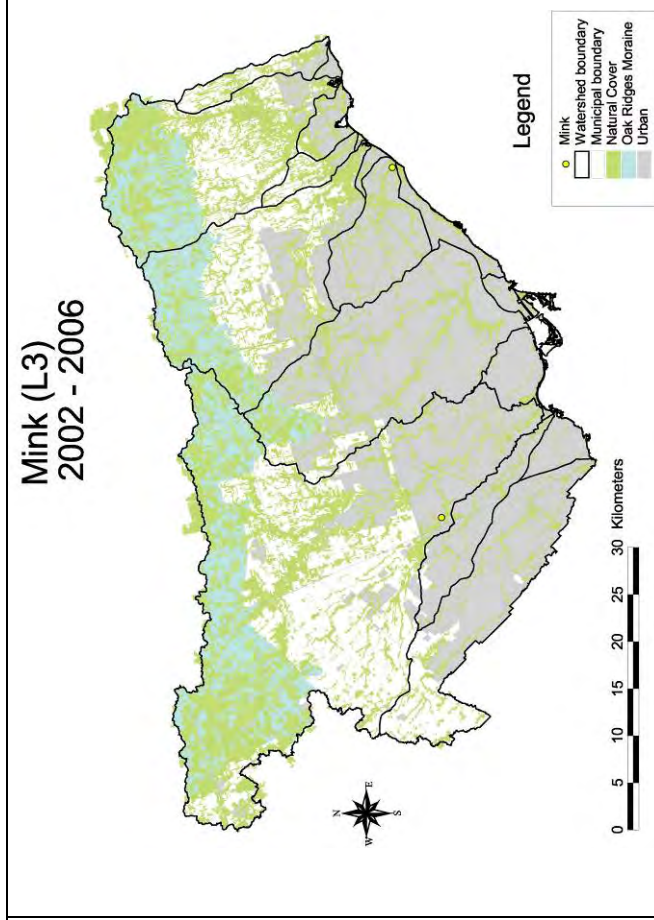 Mink (L3)
2002 - 2006
N
W
E
S
0 5 10 15 20 25 30 Kilometers
Legend
Mink
Watershed boundary
Municipal boundary
Natural Cover
Oak Ridges Moraine
Urban